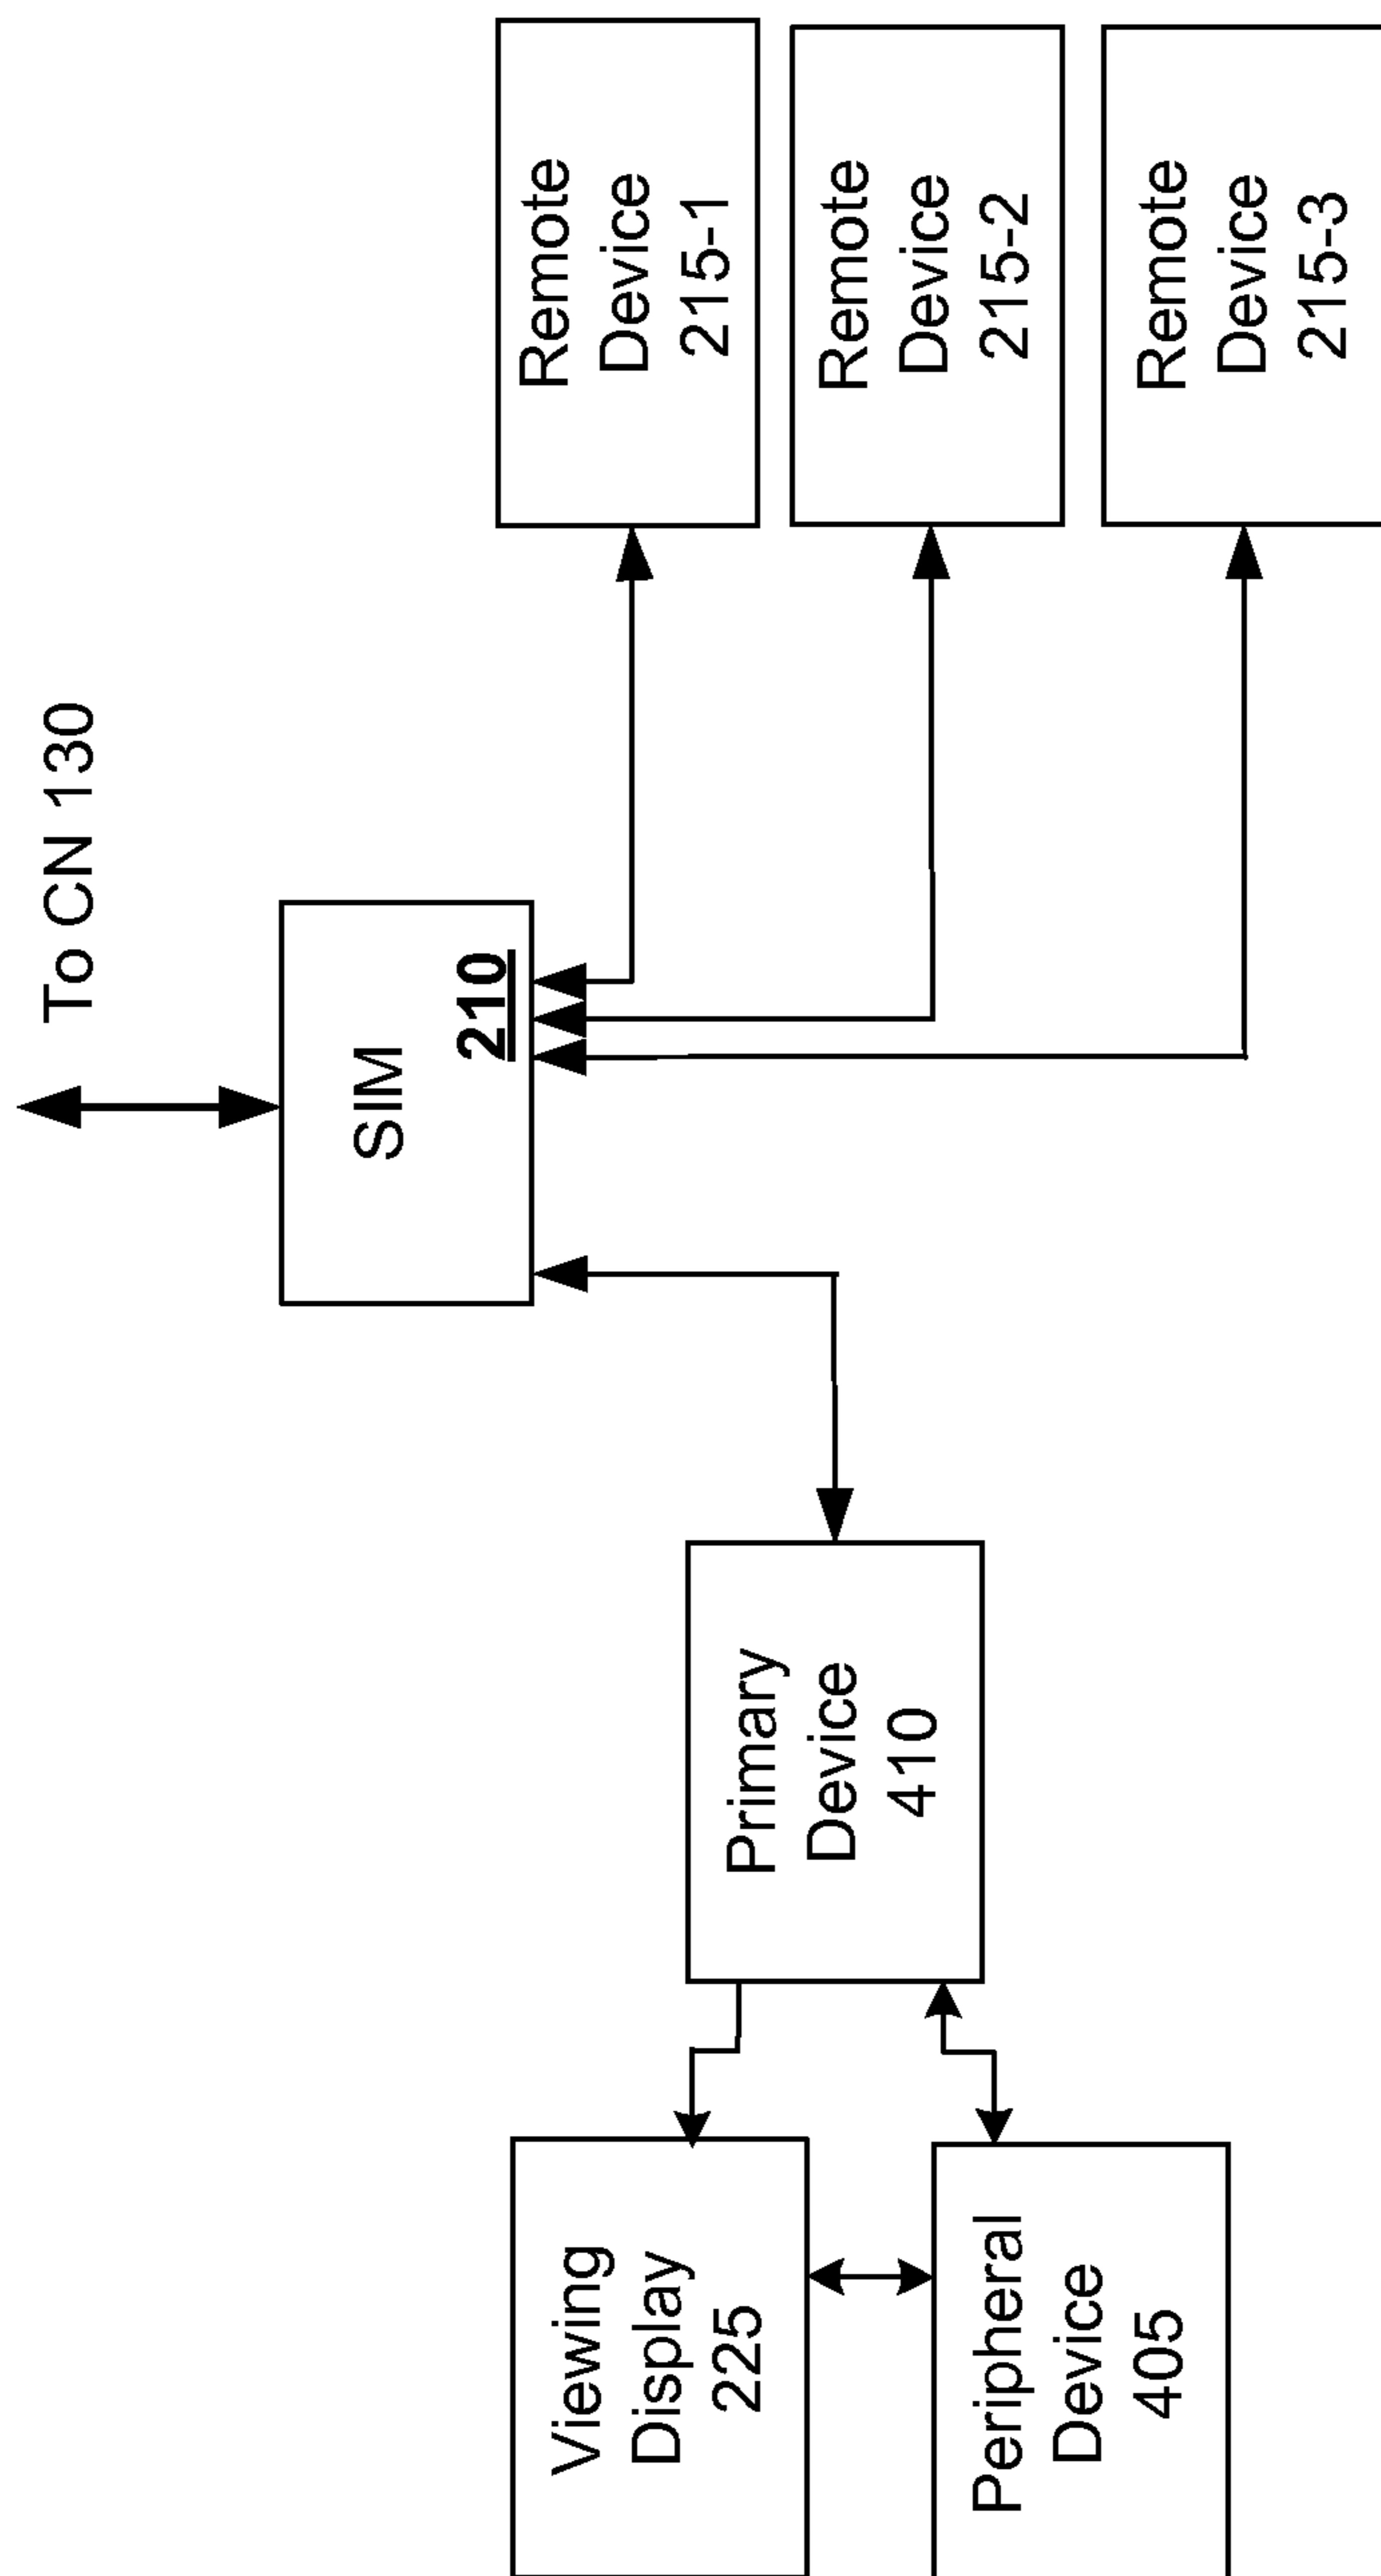 To CN 130
SIM
210
Viewing
Display
225
Peripheral
Device
405
Primary
Device
410
Remote
Device
215-1
Remote
Device
215-2
Remote
Device
215-3